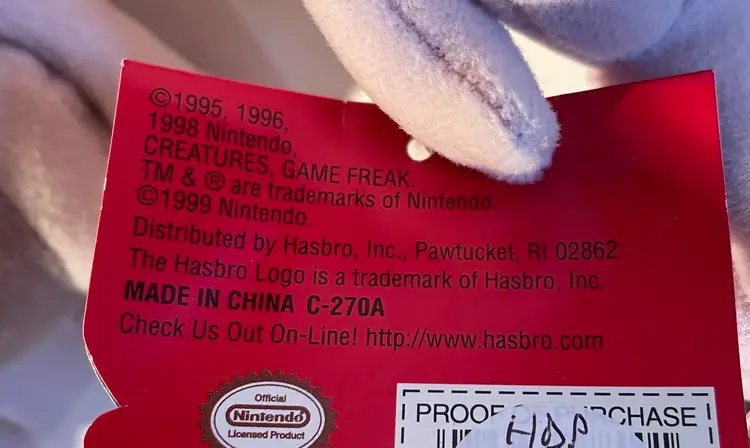 ©1995, 1996,
1998 Nintendo,
CREATURES, GAME FREAK.
TM & ® are trademarks of Nintendo.
©1999 Nintendo.
Distributed by Hasbro, Inc., Pawtucket, RI 02862.
The Hasbro Logo is a trademark of Hasbro, Inc.
MADE IN CHINA C-270A
Check Us Out On-Line! http://www.hasbro.com
Official
Nintendo
Licensed Product
PROOF OF PURCHASE